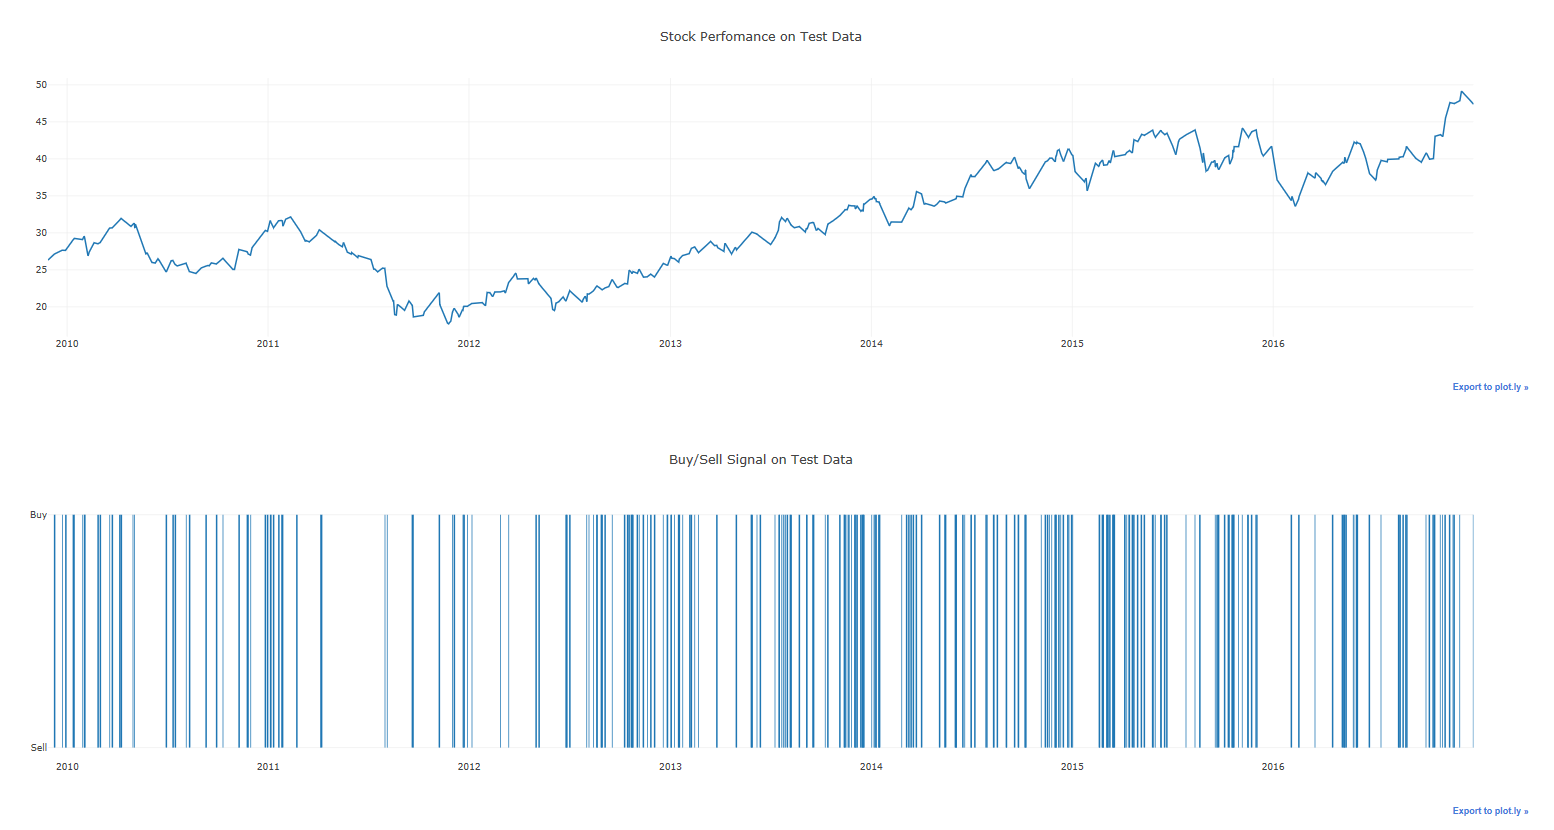 Stock Perfomance on Test Data
50
45
40
35
30
25
20
2010 2011 2012 2013 2014 2015 2016
Export to plot.ly »
Buy/Sell Signal on Test Data
Buy
Sell
2010 2011 2012 2013 2014 2015 2016
Export to plot.ly »